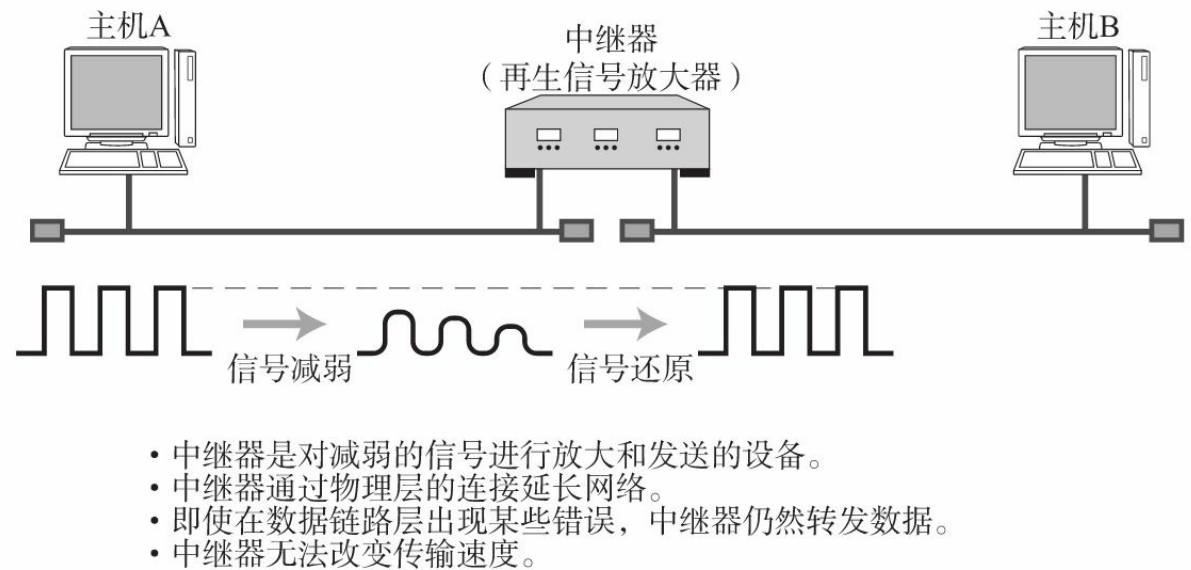 主机A
中继器
（再生信号放大器）
主机B
信号减弱
信号还原
·中继器是对减弱的信号进行放大和发送的设备。
·中继器通过物理层的连接延长网络。
·即使在数据链路层出现某些错误，中继器仍然转发数据。
·中继器无法改变传输速度。